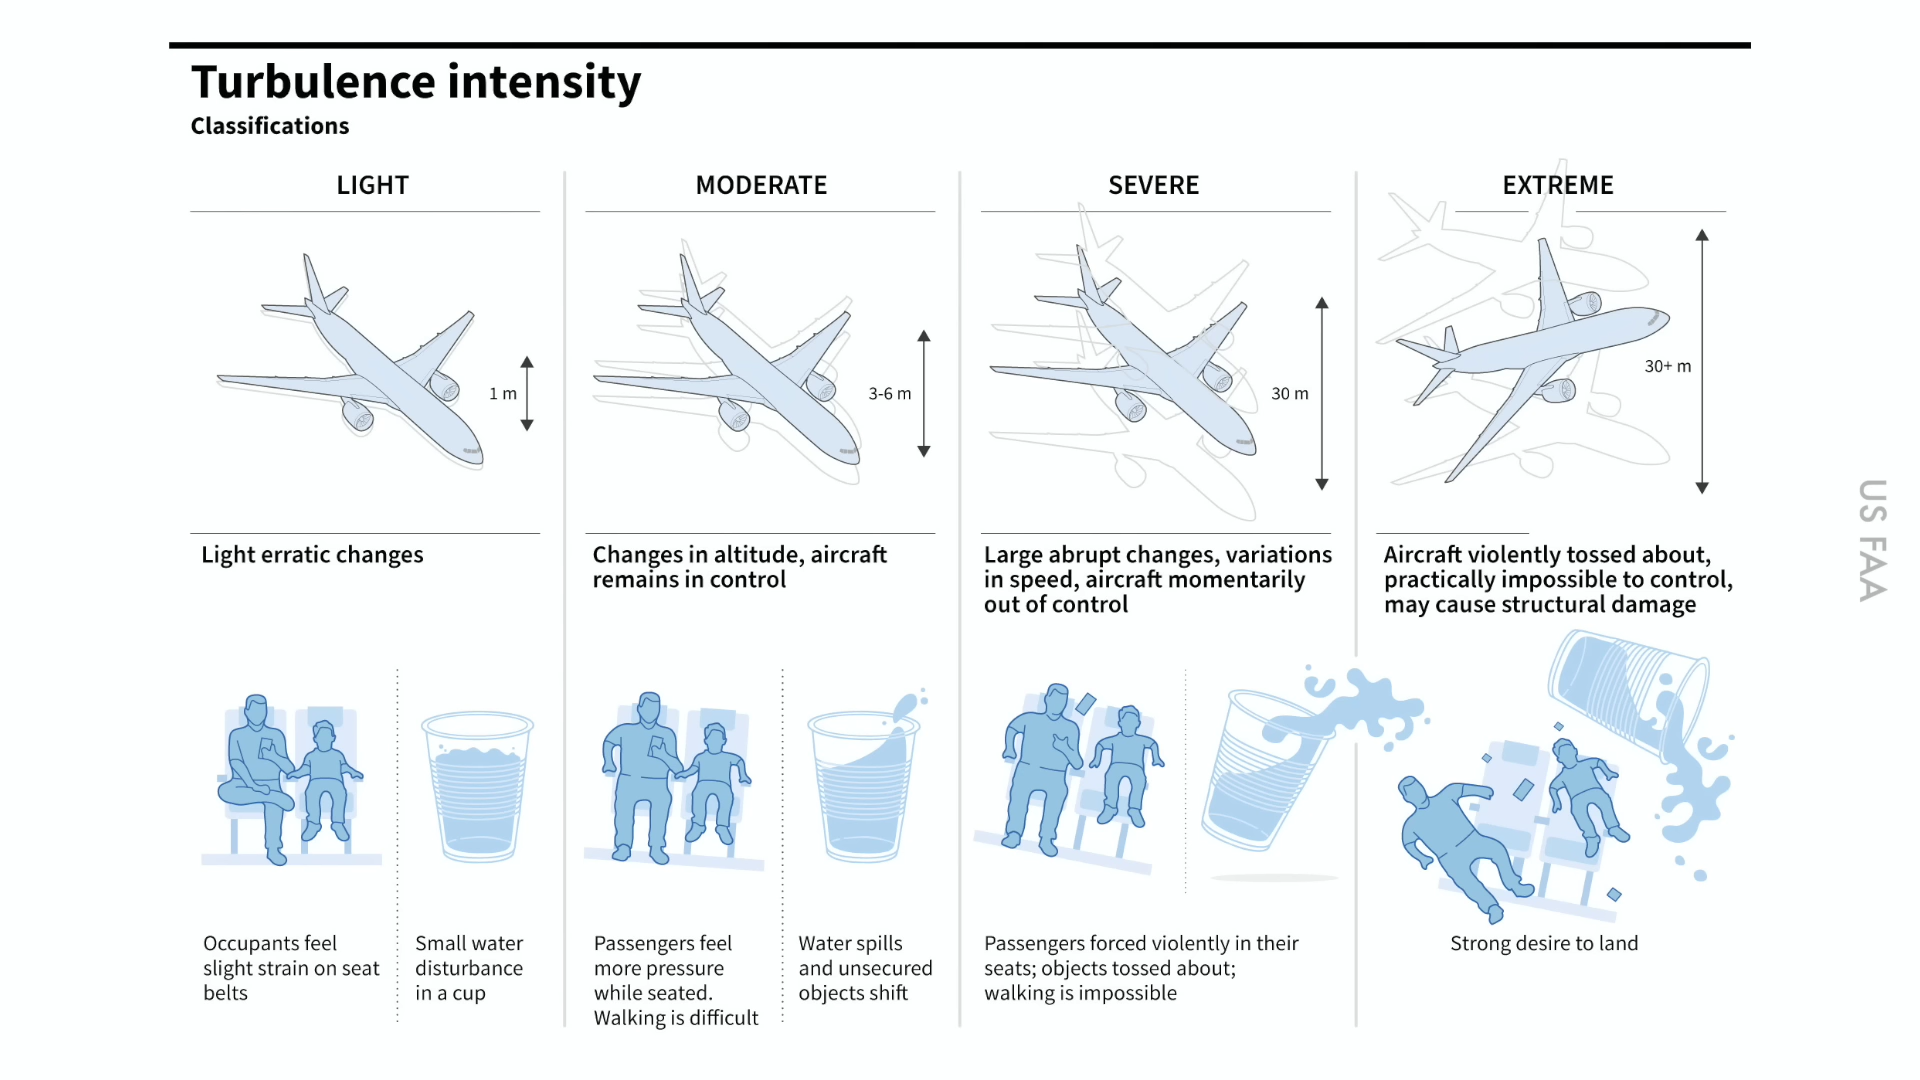 Turbulence intensity
Classifications
LIGHT
1 m
Light erratic changes
Occupants feel
slight strain on seat
belts
Small water
disturbance
in a cup
MODERATE
3-6 m
Changes in altitude, aircraft
remains in control
Passengers feel
more pressure
while seated.
Walking is difficult
Water spills
and unsecured
objects shift
SEVERE
30 m
Large abrupt changes, variations
in speed, aircraft momentarily
out of control
Passengers forced violently in their
seats; objects tossed about;
walking is impossible
EXTREME
30+ m
Aircraft violently tossed about,
practically impossible to control,
may cause structural damage
Strong desire to land
US FAA